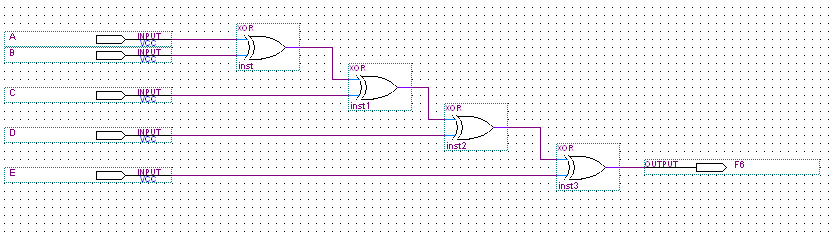 XOR
A INPUT
VCC
B INPUT
VCC
inst
XOR
C INPUT
VCC
inst1
XOR
D INPUT
VCC
inst2
XOR
OUTPUT F6
E INPUT
VCC
inst3